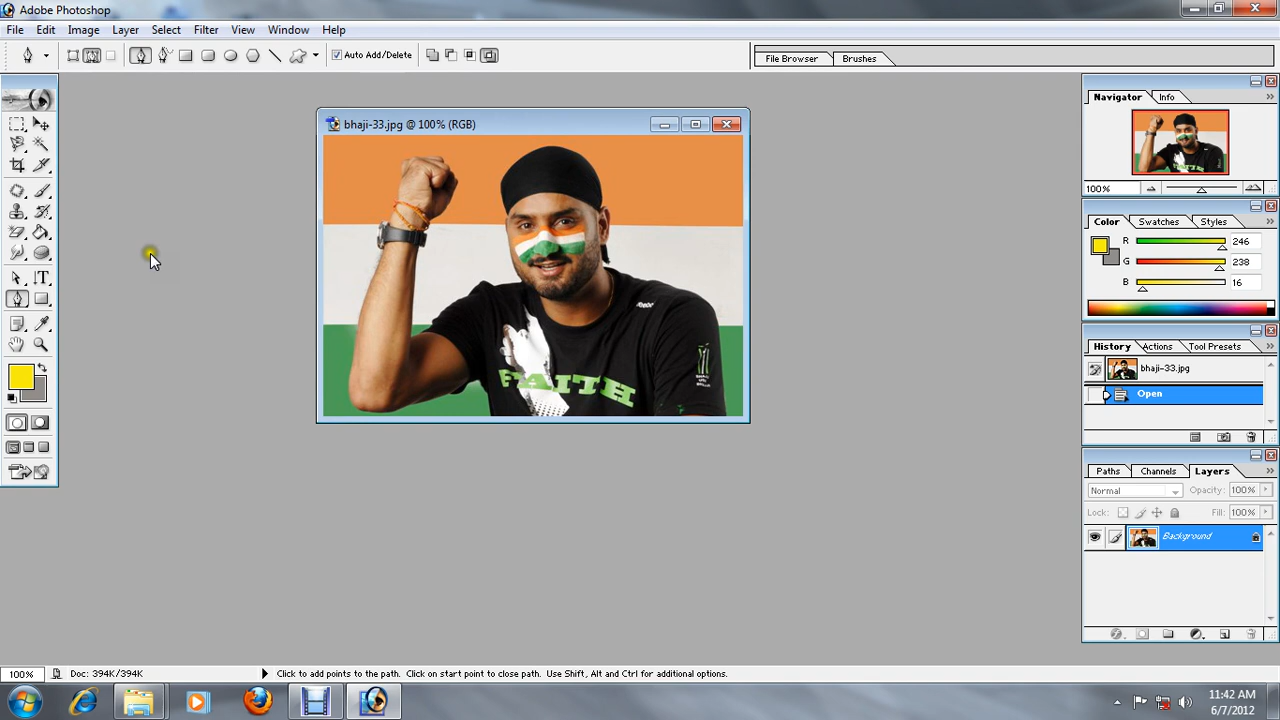 Adobe Photoshop
File Edit Image Layer Select Filter View Window Help
Auto Add/Delete
File Browser Brushes
bhaji-33.jpg @ 100% (RGB)
FAITH
Navigator Info
100%
Color Swatches Styles
R 246
G 238
B 16
History Actions Tool Presets
bhaji-33.jpg
Open
Paths Channels Layers
Normal Opacity: 100%
Lock: Fill: 100%
Background
100% Doc: 394K/394K Click to add points to the path. Click on start point to close path. Use Shift, Alt and Ctrl for additional options.
11:42 AM
6/7/2012